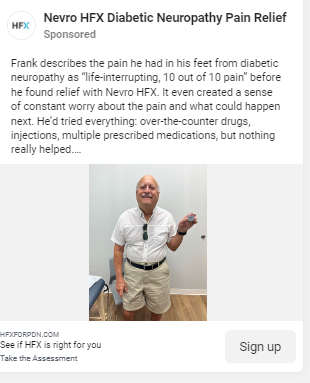 HFX
Nevro HFX Diabetic Neuropathy Pain Relief
Sponsored
Frank describes the pain he had in his feet from diabetic
neuropathy as “life-interrupting, 10 out of 10 pain” before
he found relief with Nevro HFX. It even created a sense
of constant worry about the pain and what could happen
next. He’d tried everything: over-the-counter drugs,
injections, multiple prescribed medications, but nothing
really helped....
HFXFORPDN.COM
See if HFX is right for you
Take the Assessment
Sign up